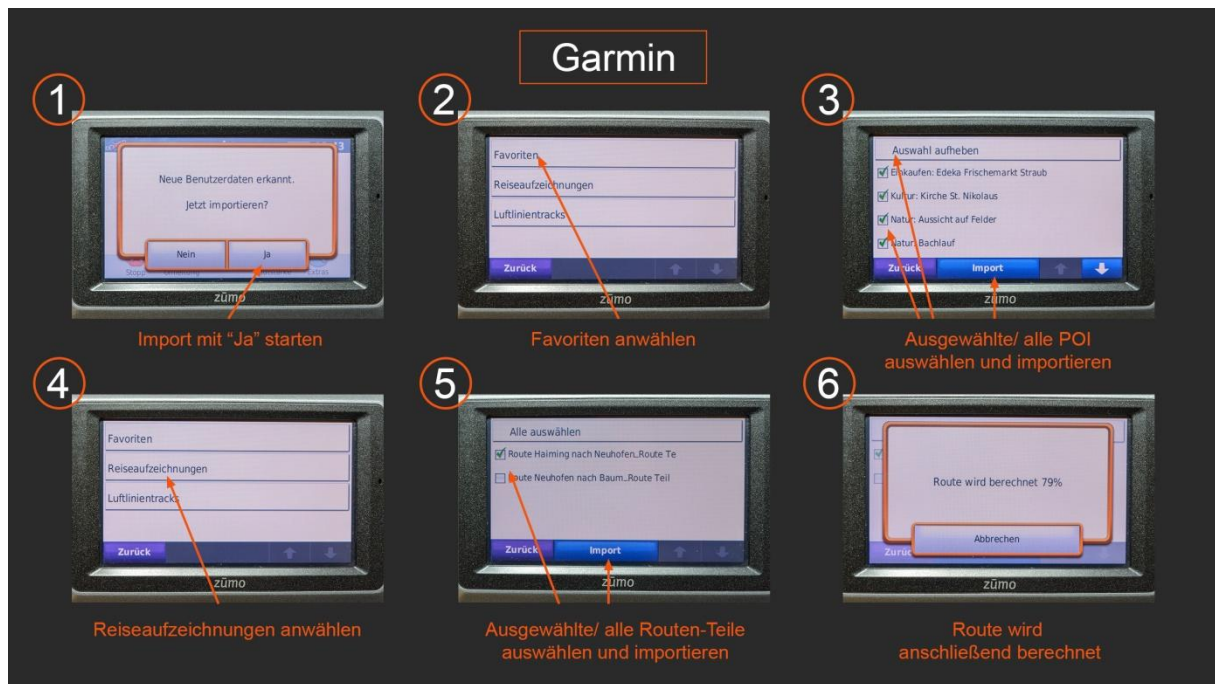 Garmin
1
Neue Benutzerdaten erkannt.
Jetzt importieren?
Nein
Ja
Stopp
Extras
zūmo
Import mit “Ja” starten
2
Favoriten
Reiseaufzeichnungen
Luftlinientracks
Zurück
zūmo
Favoriten anwählen
3
Auswahl aufheben
Einkaufen: Edeka Frischemarkt Straub
Kultur: Kirche St. Nikolaus
Natur: Aussicht auf Felder
Natur: Bachlauf
Zurück
Import
zūmo
Ausgewählte/ alle POI
auswählen und importieren
4
Favoriten
Reiseaufzeichnungen
Luftlinientracks
Zurück
zūmo
Reiseaufzeichnungen anwählen
5
Alle auswählen
Route Haiming nach Neuhofen_Route Te
Route Neuhofen nach Baum_Route Teil
Zurück
Import
zūmo
Ausgewählte/ alle Routen-Teile
auswählen und importieren
6
Route wird berechnet 79%
Abbrechen
Zurück
zūmo
Route wird
anschließend berechnet